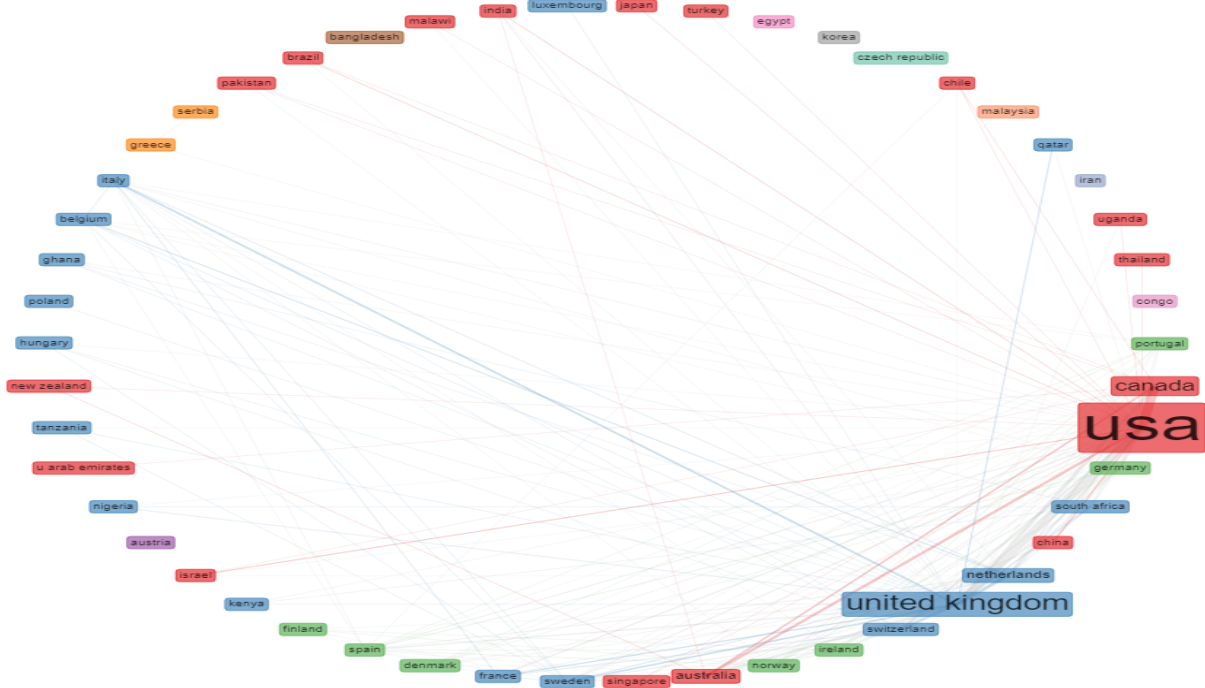 luxembourg
japan
india
turkey
malawi
egypt
bangladesh
korea
brazil
czech republic
pakistan
chile
serbia
malaysia
greece
qatar
italy
iran
belgium
uganda
ghana
thailand
poland
congo
hungary
portugal
new zealand
canada
tanzania
usa
u arab emirates
germany
nigeria
south africa
austria
china
israel
netherlands
kenya
united kingdom
finland
switzerland
spain
ireland
denmark
norway
france
australia
sweden
singapore